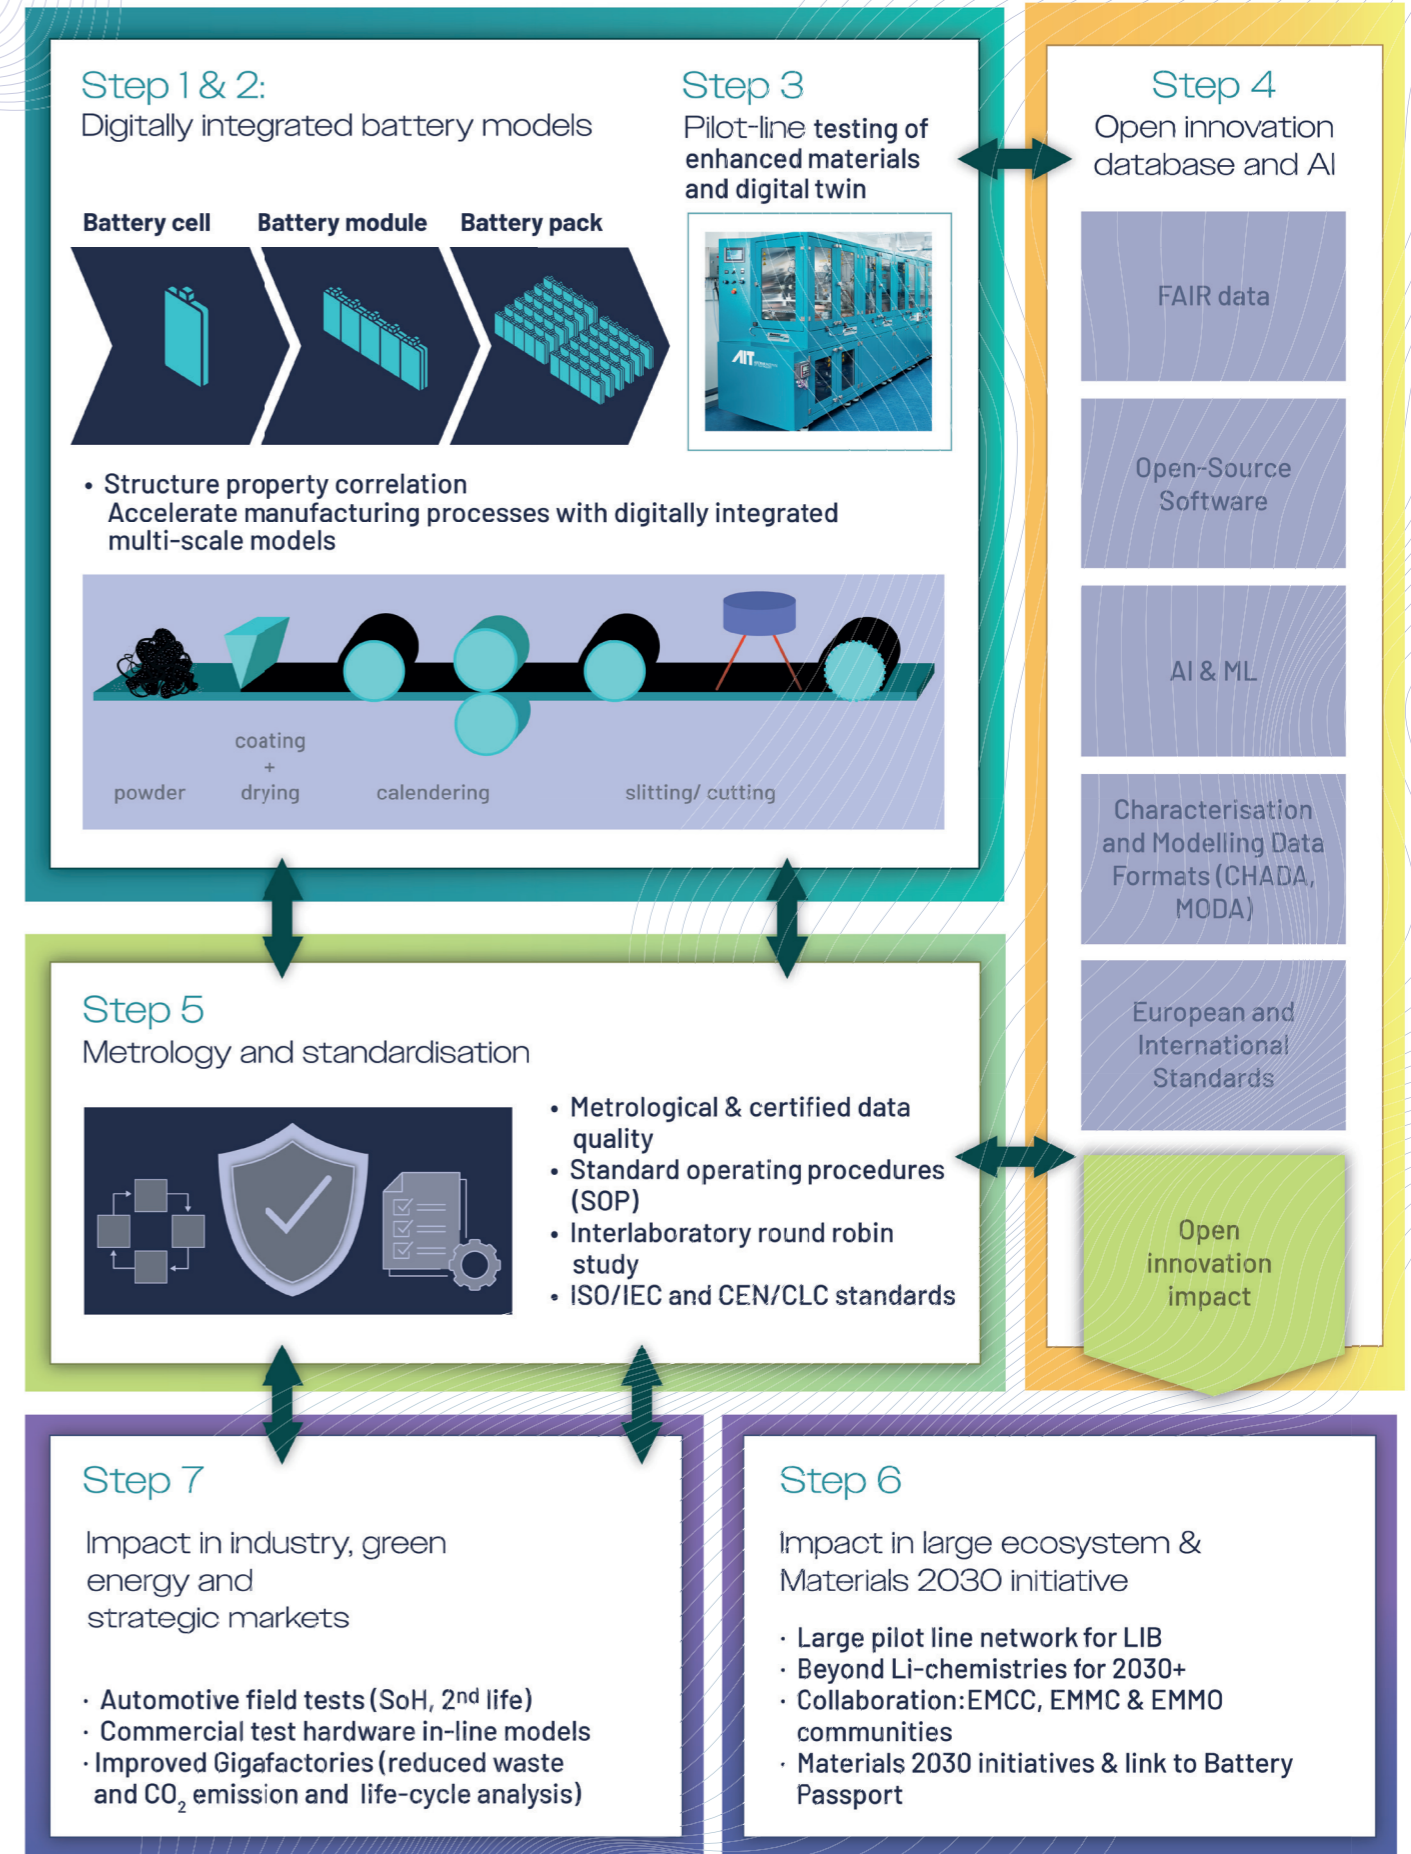 Step 1 & 2:
Digitally integrated battery models
Battery cell
Battery module
Battery pack
Step 3
Pilot-line testing of
enhanced materials
and digital twin
AIT
• Structure property correlation
Accelerate manufacturing processes with digitally integrated
multi-scale models
powder
coating
+
drying
calendering
slitting/ cutting
Step 4
Open innovation
database and AI
FAIR data
Open-Source
Software
AI & ML
Characterisation
and Modelling Data
Formats (CHADA,
MODA)
European and
International
Standards
Open
innovation
impact
Step 5
Metrology and standardisation
• Metrological & certified data
quality
• Standard operating procedures
(SOP)
• Interlaboratory round robin
study
• ISO/IEC and CEN/CLC standards
Step 7
Impact in industry, green
energy and
strategic markets
· Automotive field tests (SoH, 2nd life)
· Commercial test hardware in-line models
· Improved Gigafactories (reduced waste
and CO2 emission and life-cycle analysis)
Step 6
Impact in large ecosystem &
Materials 2030 initiative
· Large pilot line network for LIB
· Beyond Li-chemistries for 2030+
· Collaboration:EMCC, EMMC & EMMO
communities
· Materials 2030 initiatives & link to Battery
Passport